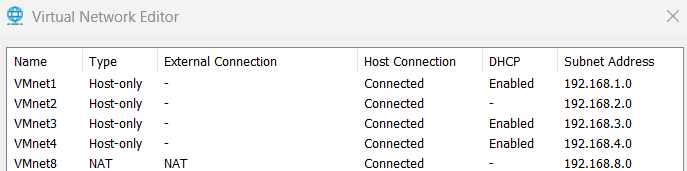 Virtual Network Editor
Name Type External Connection Host Connection DHCP Subnet Address
VMnet1 Host-only - Connected Enabled 192.168.1.0
VMnet2 Host-only - Connected - 192.168.2.0
VMnet3 Host-only - Connected Enabled 192.168.3.0
VMnet4 Host-only - Connected Enabled 192.168.4.0
VMnet8 NAT NAT Connected - 192.168.8.0